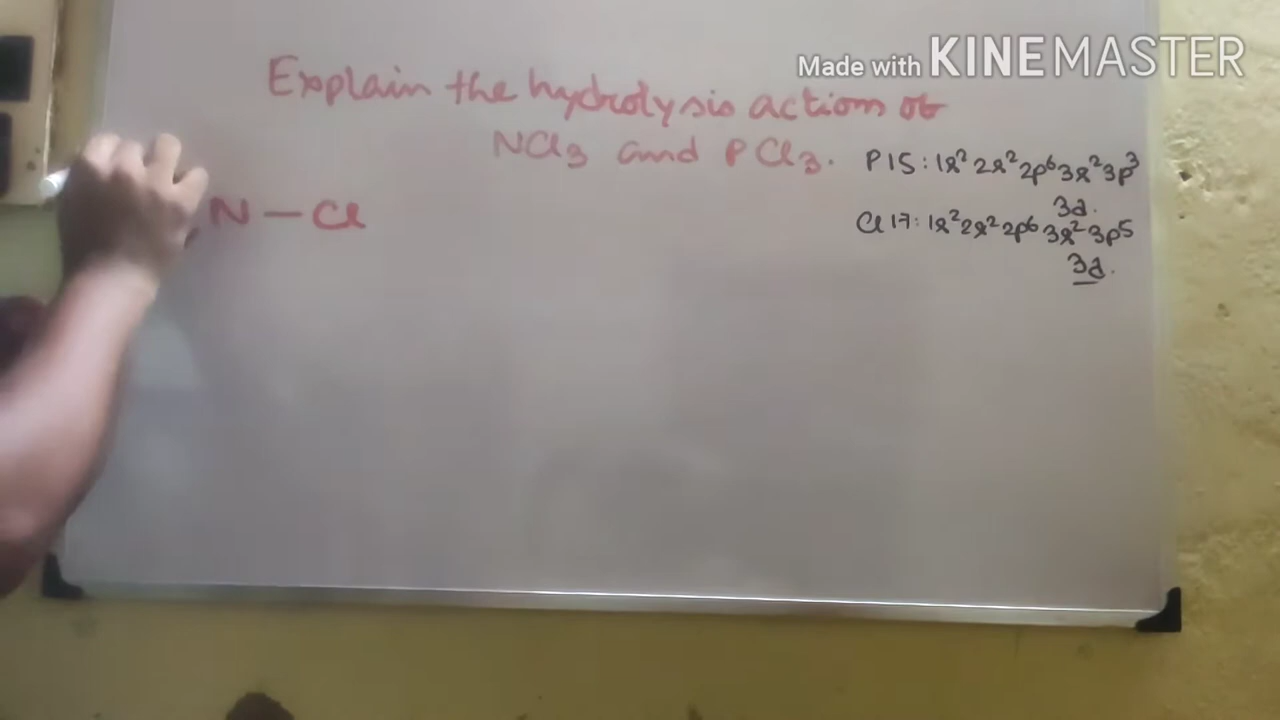 Made with KINEMASTER
Explain the hydrolysis action of
NCl3 and PCl3.
P15: 1s² 2s² 2p⁶ 3s² 3p³
3d.
Cl 17: 1s² 2s² 2p⁶ 3s² 3p⁵
3d.
N — Cl